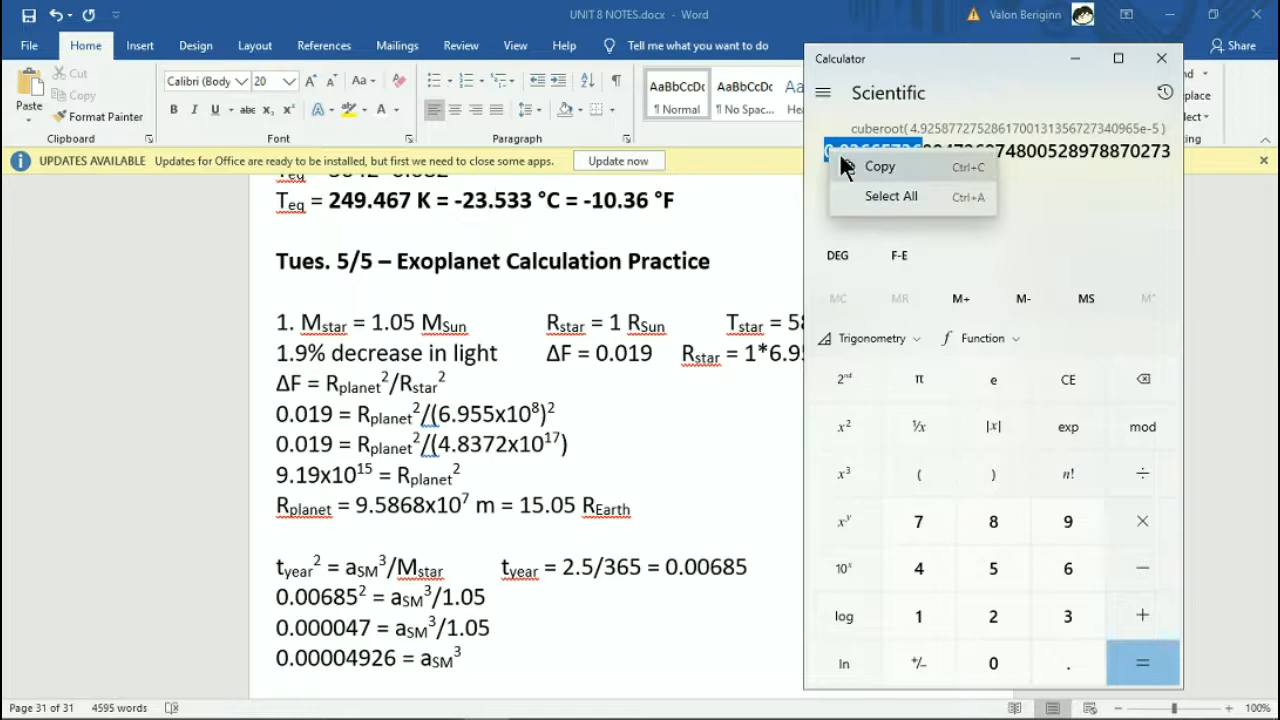 UNIT 8 NOTES.docx - Word
Valon Beriginn
File Home Insert Design Layout References Mailings Review View Help Tell me what you want to do Share
Paste
Cut
Copy
Format Painter
Clipboard
Calibri (Body 20
Font
Paragraph
AaBbCcDc
¶ Normal
AaBbCcDc
¶ No Spac...
UPDATES AVAILABLE Updates for Office are ready to be installed, but first we need to close some apps. Update now
Teq = 249.467 K = -23.533 °C = -10.36 °F
Tues. 5/5 – Exoplanet Calculation Practice
1. Mstar = 1.05 MSun Rstar = 1 RSun Tstar = 58
1.9% decrease in light ΔF = 0.019 Rstar = 1*6.95
ΔF = Rplanet²/Rstar²
0.019 = Rplanet²/(6.955x10⁸)²
0.019 = Rplanet²/(4.8372x10¹⁷)
9.19x10¹⁵ = Rplanet²
Rplanet = 9.5868x10⁷ m = 15.05 REarth
tyear² = aSM³/Mstar tyear = 2.5/365 = 0.00685
0.00685² = aSM³/1.05
0.000047 = aSM³/1.05
0.00004926 = aSM³
Calculator
Scientific
cuberoot( 4.9258772752861700131356727340965e-5 )
Copy Ctrl+C
Select All Ctrl+A
DEG F-E
MC MR M+ M- MS M˅
Trigonometry Function
2ⁿᵈ π e CE
x² ¹⁄x |x| exp mod
x³ ( ) n! ÷
xʸ 7 8 9 ×
10ˣ 4 5 6 −
log 1 2 3 +
ln +/− 0 . =
Page 31 of 31 4595 words 100%